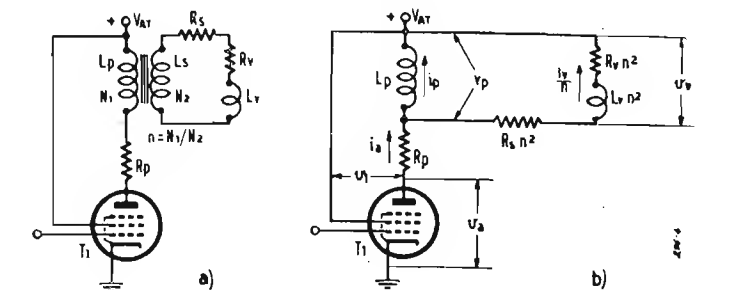 + VAT
Rs
Lp
Ls
Rv
N1
N2
Lv
n=N1/N2
Rp
T1
a)
+ VAT
Lp
ip
vp
iv/n
Rv n²
Lv n²
vv
ia
Rs n²
Rp
v1
va
T1
b)